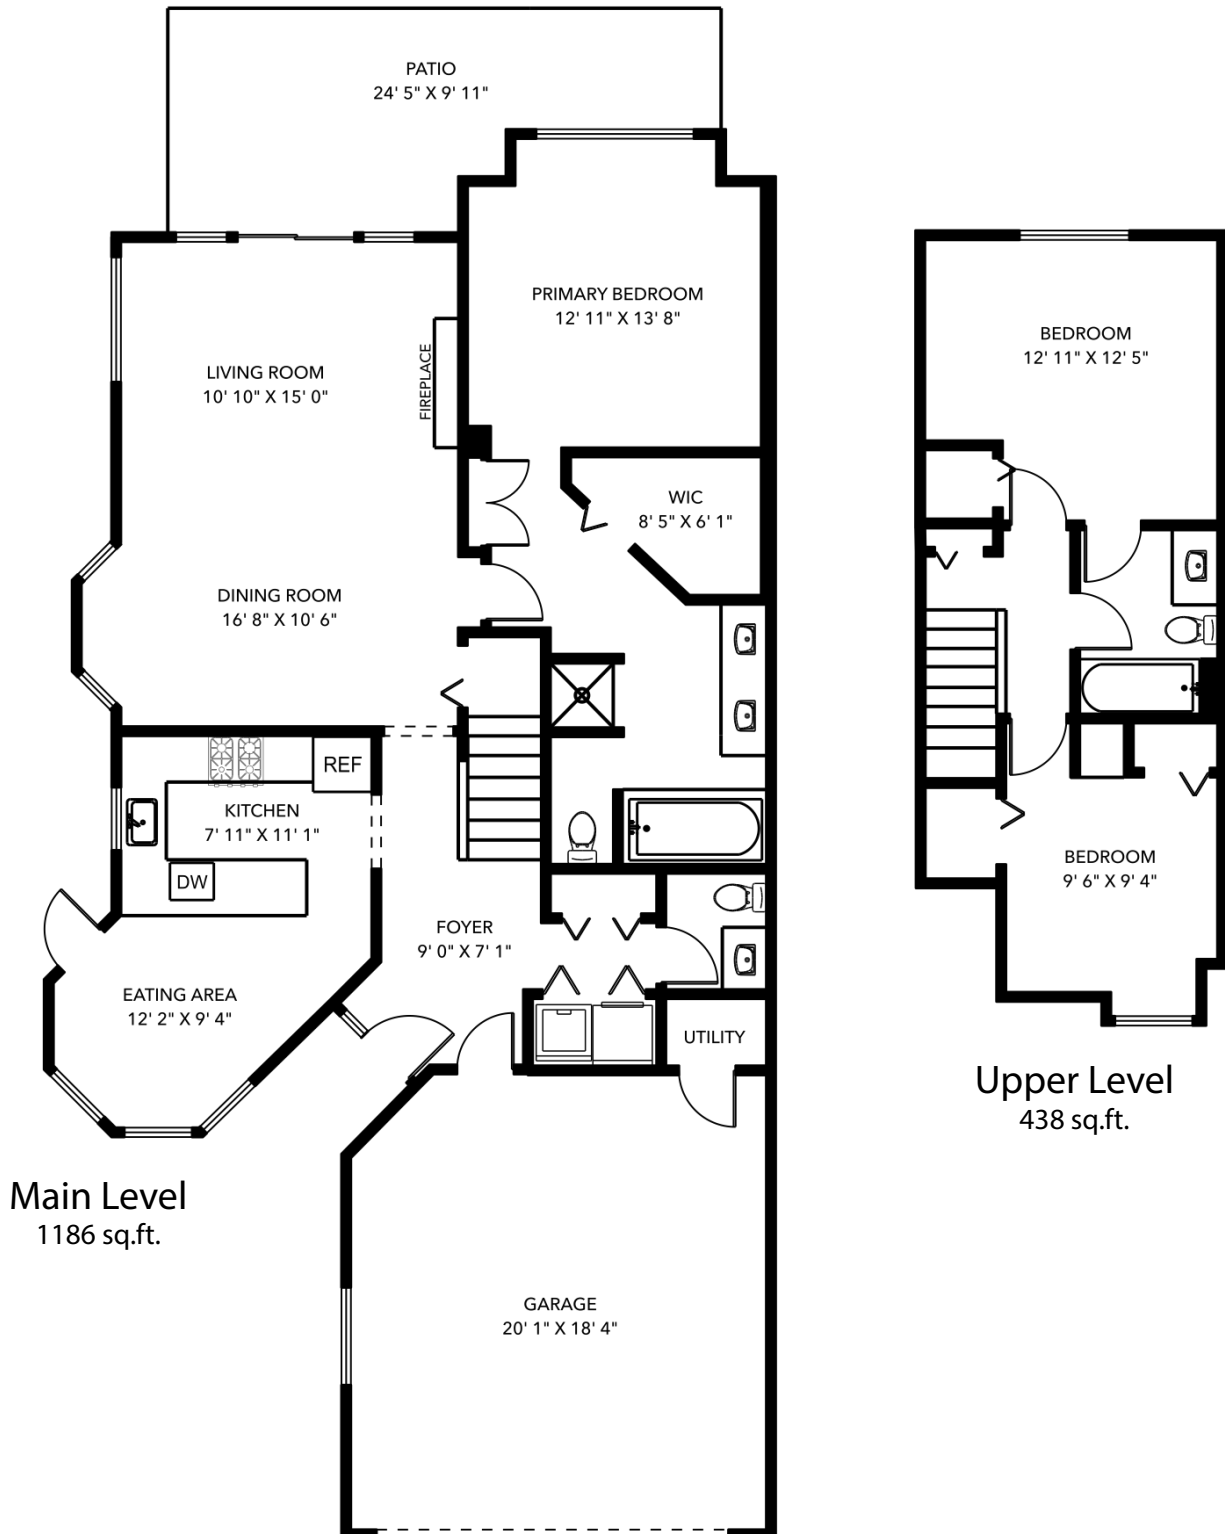 PATIO
24' 5" X 9' 11"
PRIMARY BEDROOM
12' 11" X 13' 8"
LIVING ROOM
10' 10" X 15' 0"
FIREPLACE
WIC
8' 5" X 6' 1"
DINING ROOM
16' 8" X 10' 6"
REF
KITCHEN
7' 11" X 11' 1"
DW
FOYER
9' 0" X 7' 1"
EATING AREA
12' 2" X 9' 4"
UTILITY
Main Level
1186 sq.ft.
GARAGE
20' 1" X 18' 4"
BEDROOM
12' 11" X 12' 5"
BEDROOM
9' 6" X 9' 4"
Upper Level
438 sq.ft.